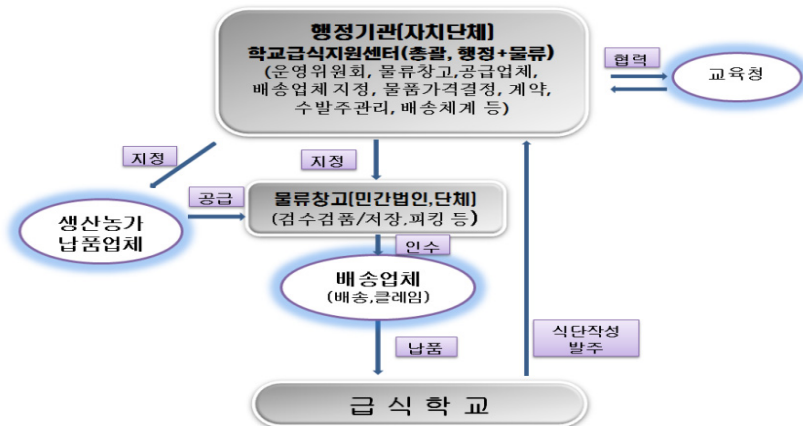 행정기관[자치단체]
학교급식지원센터(총괄, 행정+물류)
(운영위원회, 물류창고,공급업체,
배송업체 지정, 물품가격결정, 계약,
수발주관리, 배송체계 등)
협력
교육청
지정
지정
공급
물류창고[민간법인,단체]
(검수검품/저장,피킹 등)
생산농가
납품업체
인수
배송업체
(배송,클레임)
납품
식단작성
발주
급식학교